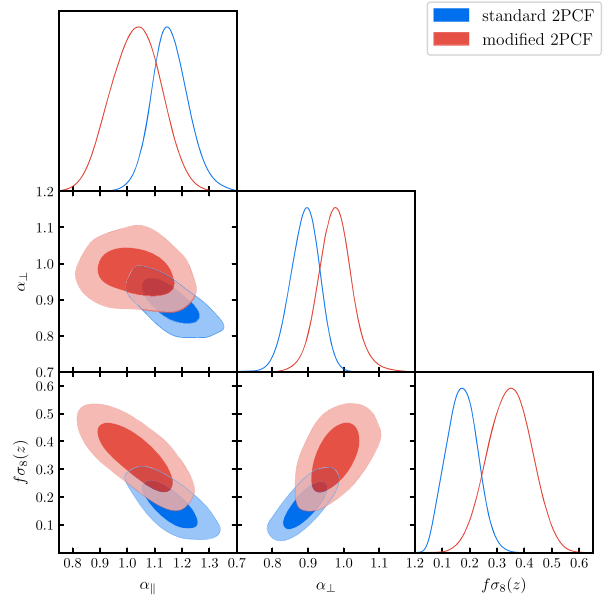 standard 2PCF
modified 2PCF
1.2
1.1
1.0
0.9
0.8
0.7
α⊥
0.6
0.5
0.4
0.3
0.2
0.1
fσ₈(z)
0.8 0.9 1.0 1.1 1.2 1.3
α∥
0.7 0.8 0.9 1.0 1.1
α⊥
1.2 0.1 0.2 0.3 0.4 0.5 0.6
fσ₈(z)